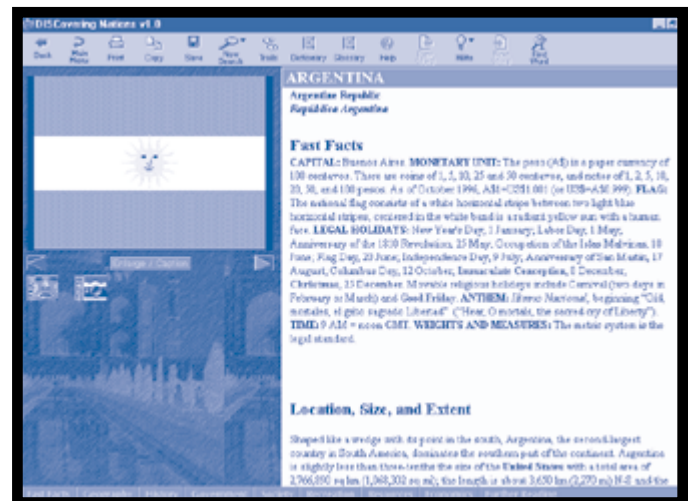 DISCovering Nations v1.0
Back Main Menu Print Copy Save New Search Trails Dictionary Glossary Help Hints Find Word
ARGENTINA
Argentine Republic
República Argentina
Fast Facts
CAPITAL: Buenos Aires. MONETARY UNIT: The peso (A$) is a paper currency of
100 centavos. There are coins of 1, 5, 10, 25 and 50 centavos, and notes of 1, 2, 5, 10,
20, 50, and 100 pesos. As of October 1996, A$1=US$1.001 (or US$=A$0.999). FLAG:
The national flag consists of a white horizontal stripe between two light blue
horizontal stripes, centered in the white band is a radiant yellow sun with a human
face. LEGAL HOLIDAYS: New Year's Day, 1 January; Labor Day, 1 May;
Anniversary of the 1810 Revolution, 25 May; Occupation of the Islas Malvinas, 10
June; Flag Day, 20 June; Independence Day, 9 July; Anniversary of San Martín, 17
August; Columbus Day, 12 October; Immaculate Conception, 8 December;
Christmas, 25 December. Movable religious holidays include Carnival (two days in
February or March) and Good Friday. ANTHEM: Himno Nacional, beginning "Oíd,
mortales, el grito sagrado Libertad" ("Hear, O mortals, the sacred cry of Liberty").
TIME: 9 AM = noon GMT. WEIGHTS AND MEASURES: The metric system is the
legal standard.
Enlarge / Caption
Location, Size, and Extent
Shaped like a wedge with its point in the south, Argentina, the second-largest
country in South America, dominates the southern part of the continent. Argentina
is slightly less than three-tenths the size of the United States with a total area of
2,766,890 sq km (1,068,302 sq mi); the length is about 3,650 km (2,270 mi) N-S and the